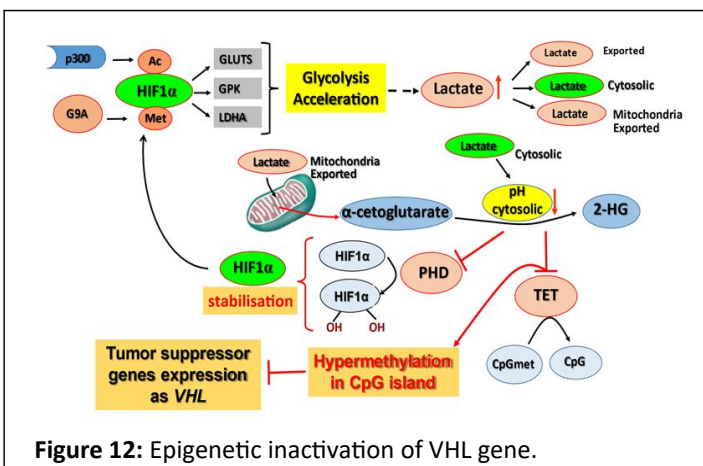 p300
Ac
HIF1α
G9A
Met
GLUTS
GPK
LDHA
Glycolysis
Acceleration
Lactate
Lactate
Exported
Lactate
Cytosolic
Lactate
Mitochondria
Exported
Lactate
Cytosolic
Lactate
Mitochondria
Exported
α-cetoglutarate
pH
cytosolic
2-HG
HIF1α
stabilisation
HIF1α
HIF1α
OH
OH
PHD
TET
CpGmet
CpG
Hypermethylation
in CpG island
Tumor suppressor
genes expression
as VHL
Figure 12: Epigenetic inactivation of VHL gene.